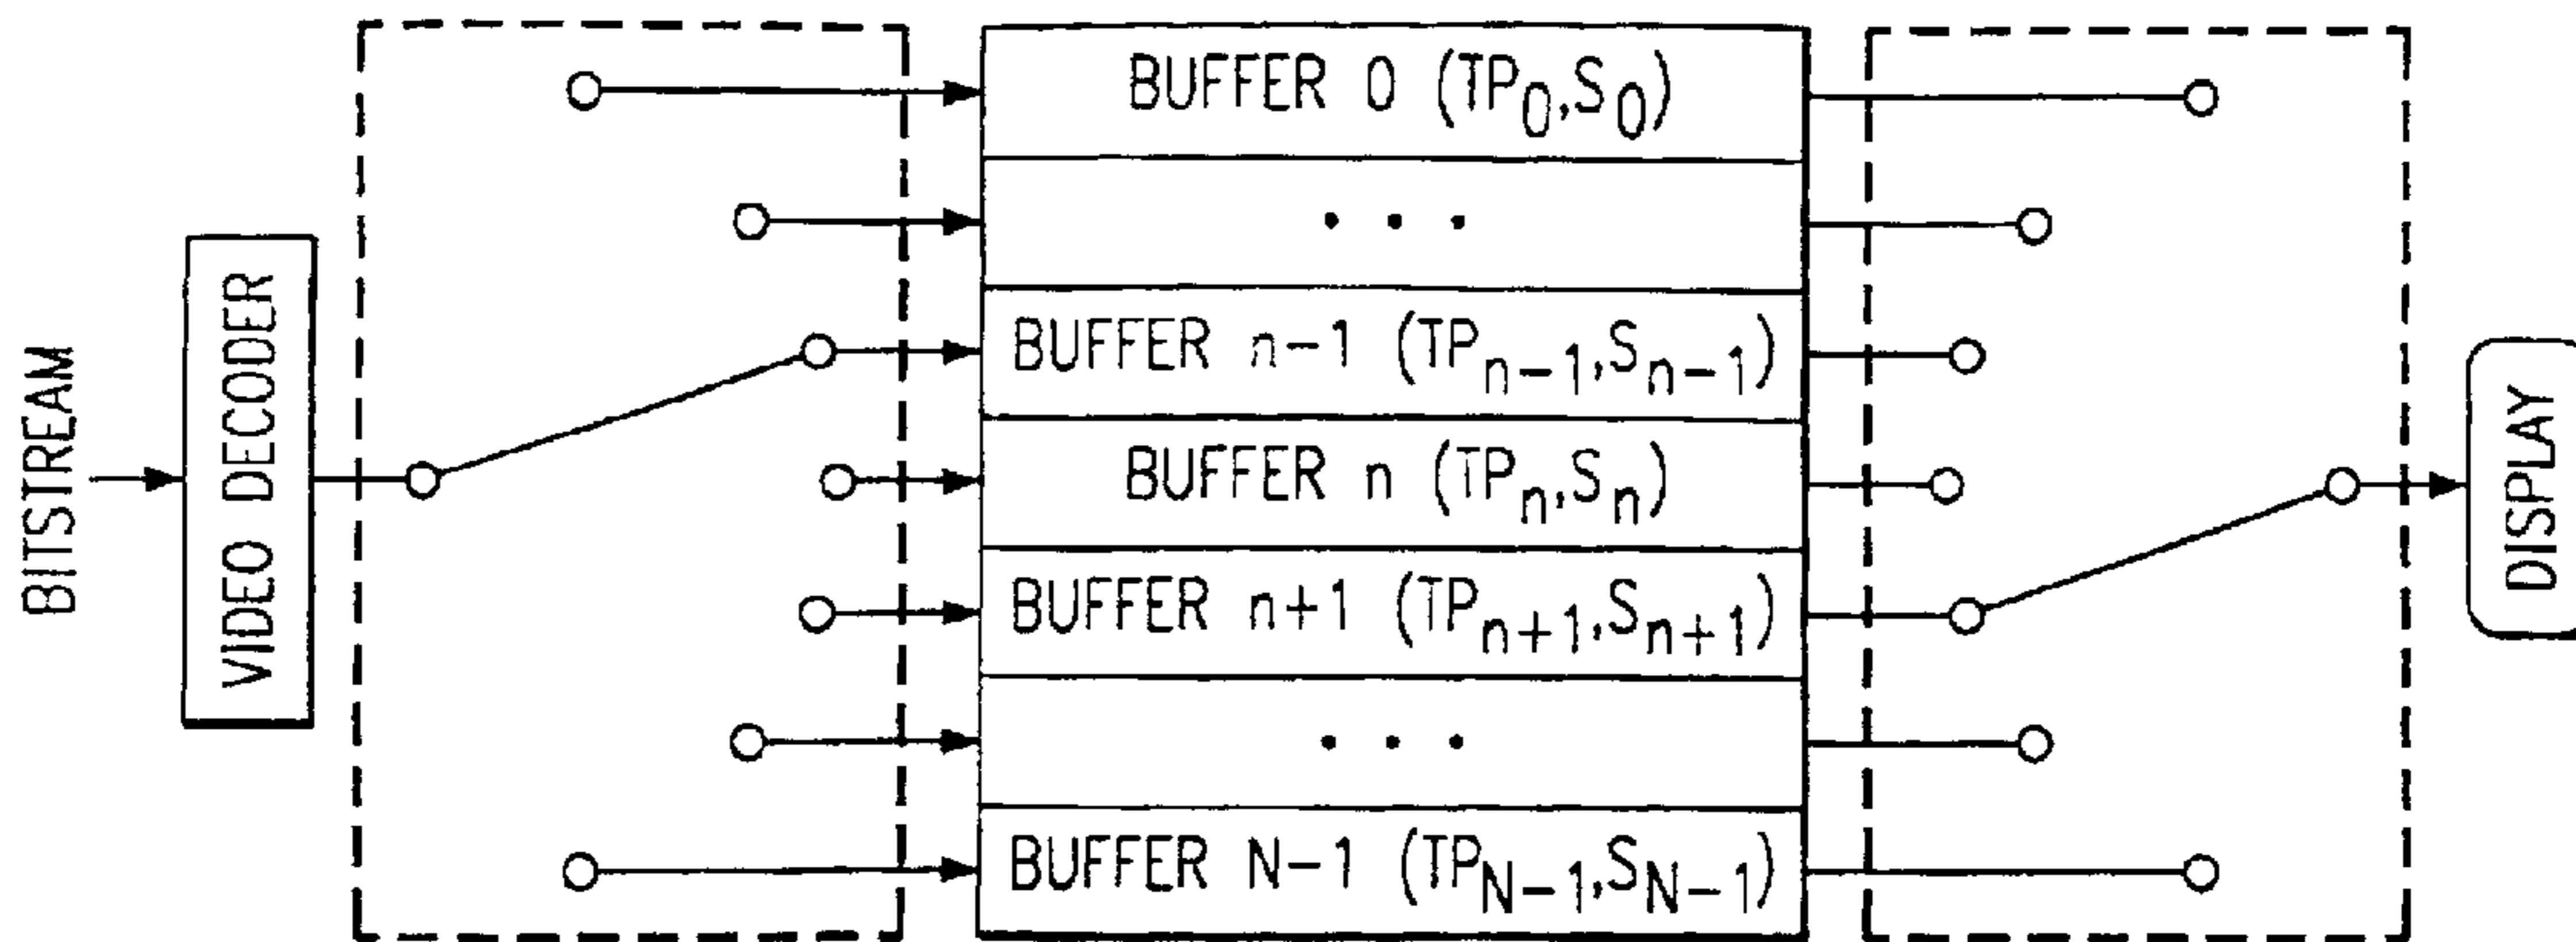 BITSTREAM
VIDEO DECODER
BUFFER 0 (TP0,S0)
. . .
BUFFER n-1 (TPn-1,Sn-1)
BUFFER n (TPn,Sn)
BUFFER n+1 (TPn+1,Sn+1)
. . .
BUFFER N-1 (TPN-1,SN-1)
DISPLAY